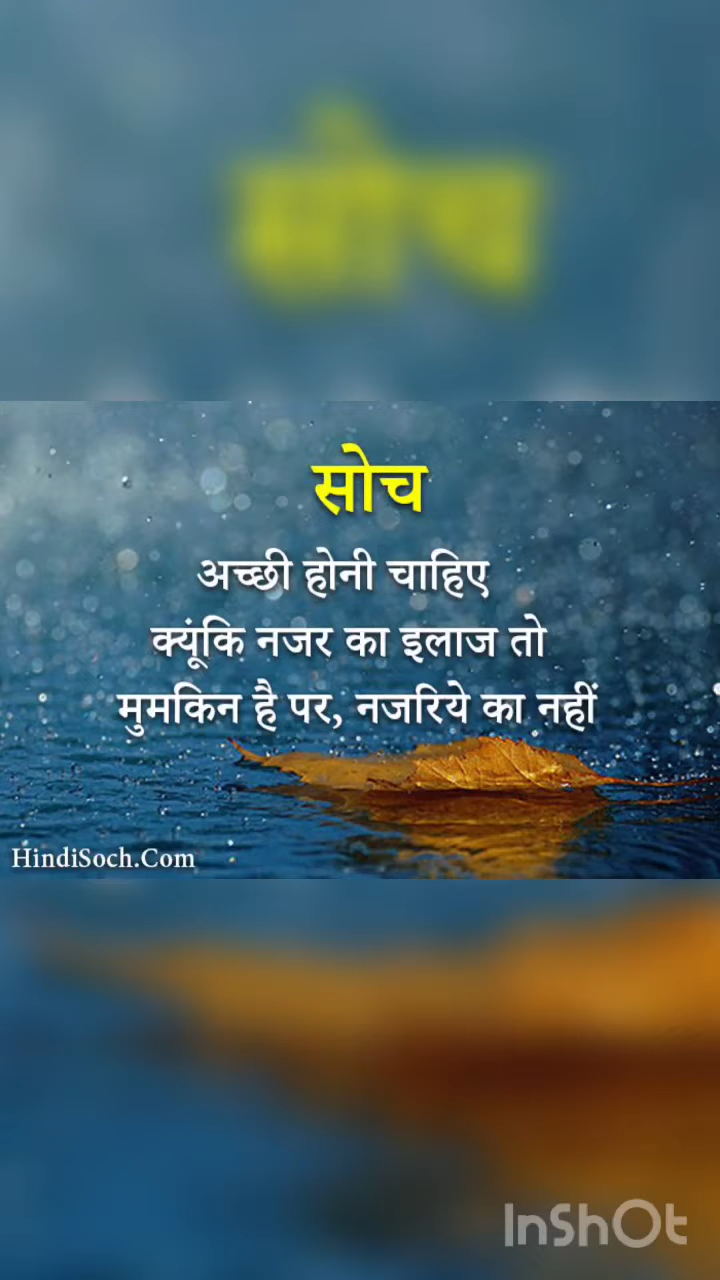 सोच
अच्छी होनी चाहिए
क्यूंकि नजर का इलाज तो
मुमकिन है पर, नजरिये का नहीं
HindiSoch.Com
InShOt